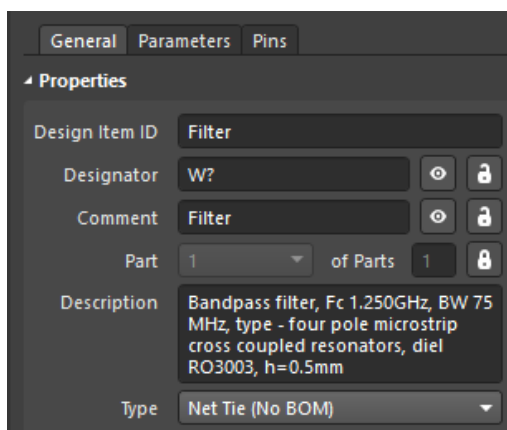 General Parameters Pins
Properties
Design Item ID Filter
Designator W?
Comment Filter
Part 1 of Parts 1
Description Bandpass filter, Fc 1.250GHz, BW 75
MHz, type - four pole microstrip
cross coupled resonators, diel
RO3003, h=0.5mm
Type Net Tie (No BOM)